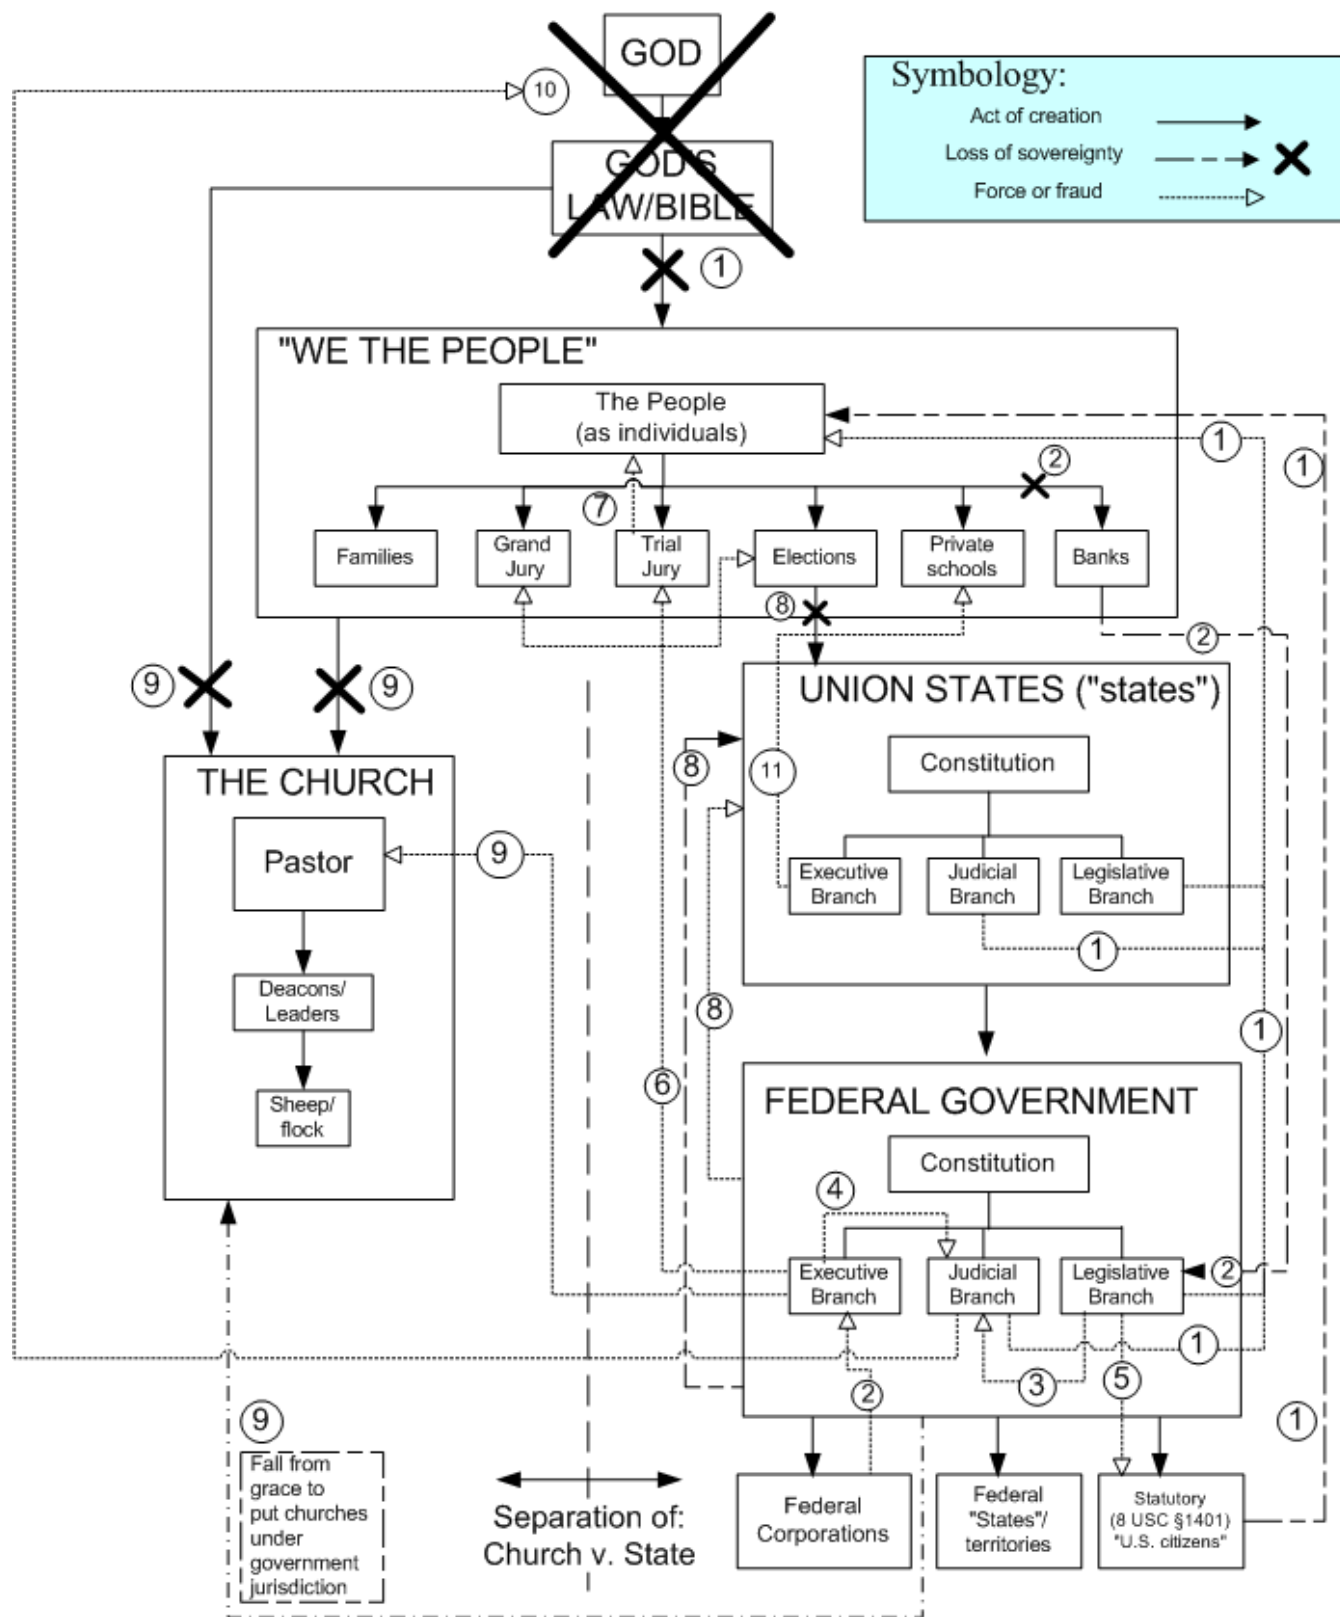 GOD
10
GOD'S
LAW/BIBLE
1
Symbology:
Act of creation
Loss of sovereignty
Force or fraud
"WE THE PEOPLE"
The People
(as individuals)
1
1
2
7
Families
Grand
Jury
Trial
Jury
Elections
Private
schools
Banks
8
2
9
9
UNION STATES ("states")
8
11
Constitution
Executive
Branch
Judicial
Branch
Legislative
Branch
1
THE CHURCH
Pastor
9
Deacons/
Leaders
Sheep/
flock
8
1
6
FEDERAL GOVERNMENT
Constitution
4
Executive
Branch
Judicial
Branch
Legislative
Branch
2
1
3
5
2
9
1
Fall from
grace to
put churches
under
government
jurisdiction
Separation of:
Church v. State
Federal
Corporations
Federal
"States"/
territories
Statutory
(8 USC §1401)
"U.S. citizens"